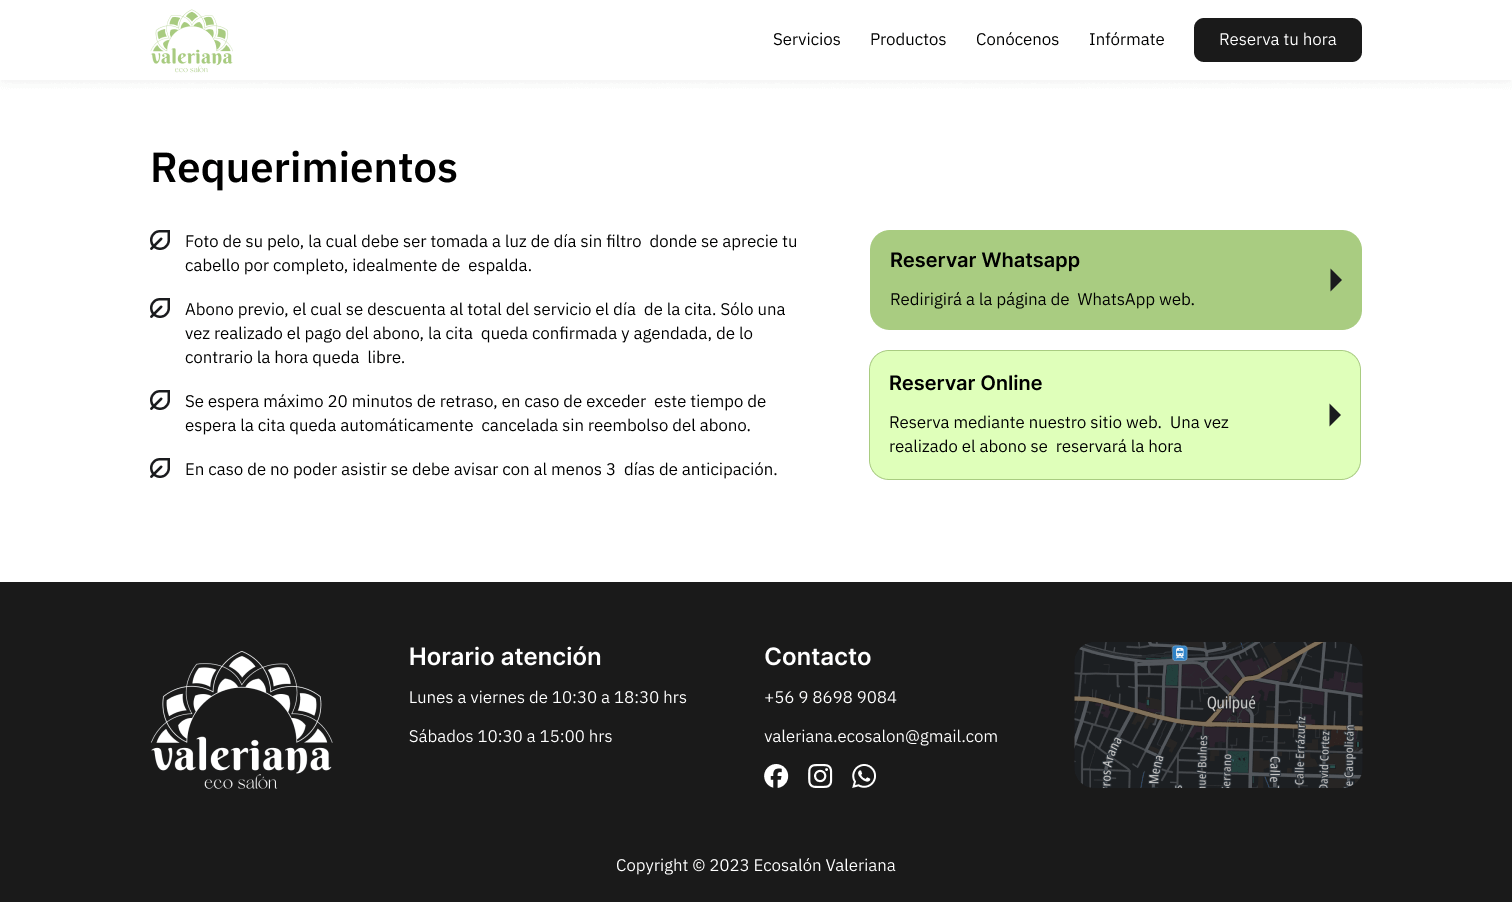 valeriana
eco salón
Servicios
Productos
Conócenos
Infórmate
Reserva tu hora
Requerimientos
Foto de su pelo, la cual debe ser tomada a luz de día sin filtro donde se aprecie tu
cabello por completo, idealmente de espalda.
Abono previo, el cual se descuenta al total del servicio el día de la cita. Sólo una
vez realizado el pago del abono, la cita queda confirmada y agendada, de lo
contrario la hora queda libre.
Se espera máximo 20 minutos de retraso, en caso de exceder este tiempo de
espera la cita queda automáticamente cancelada sin reembolso del abono.
En caso de no poder asistir se debe avisar con al menos 3 días de anticipación.
Reservar Whatsapp
Redirigirá a la página de WhatsApp web.
Reservar Online
Reserva mediante nuestro sitio web. Una vez
realizado el abono se reservará la hora
valeriana
eco salón
Horario atención
Lunes a viernes de 10:30 a 18:30 hrs
Sábados 10:30 a 15:00 hrs
Contacto
+56 9 8698 9084
valeriana.ecosalon@gmail.com
Quilpué
ros Arana
Mena
uel Bulnes
errano
Calle
Calle Errázuriz
David Cortez
e Caupolicán
Copyright © 2023 Ecosalón Valeriana